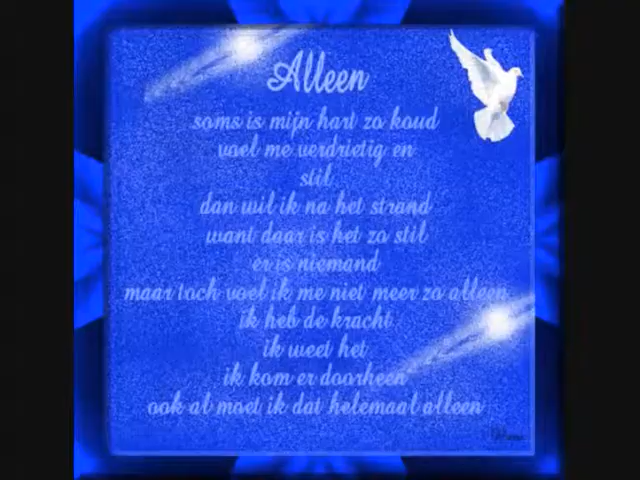 Alleen
soms is mijn hart zo koud
voel me verdrietig en
stil
dan wil ik na het strand
want daar is het zo stil
er is niemand
maar toch voel ik me niet meer zo alleen
ik heb de kracht
ik weet het
ik kom er doorheen
ook al moet ik dat helemaal alleen